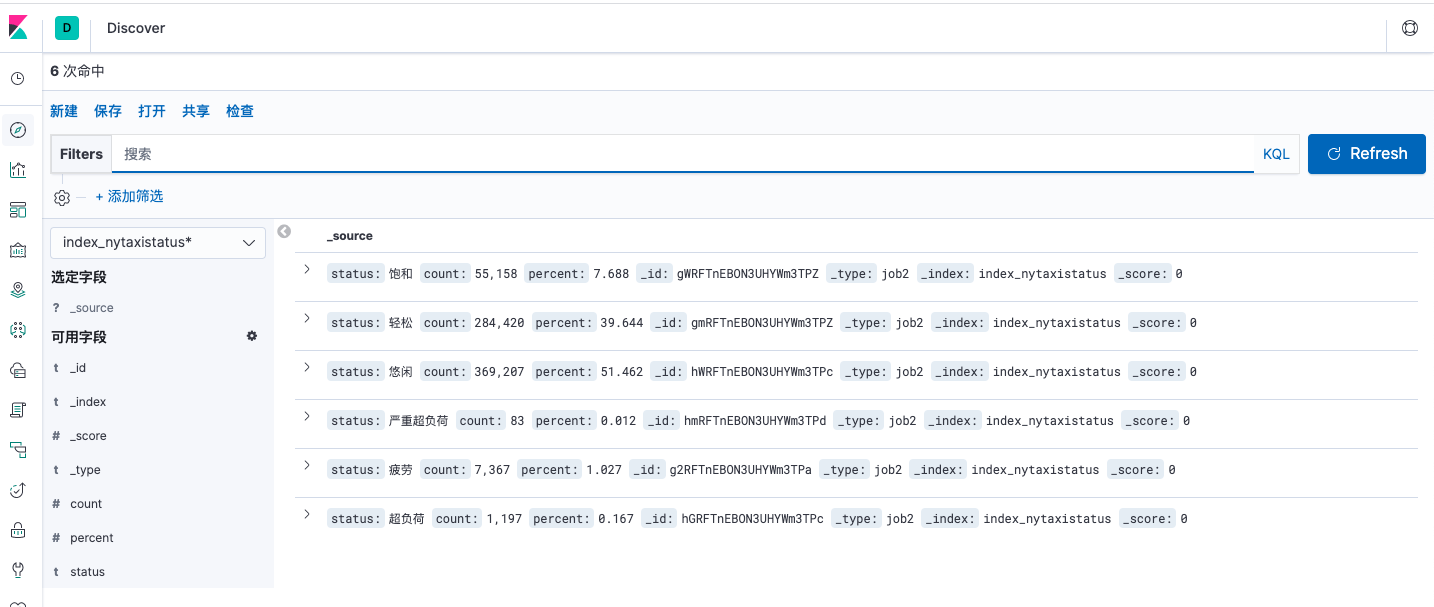 D Discover
6 次命中
新建 保存 打开 共享 检查
Filters 搜索 KQL Refresh
+ 添加筛选
index_nytaxistatus*
选定字段
? _source
可用字段
t _id
t _index
# _score
t _type
# count
# percent
t status
_source
status: 饱和 count: 55,158 percent: 7.688 _id: gWRFTnEBON3UHYWm3TPZ _type: job2 _index: index_nytaxistatus _score: 0
status: 轻松 count: 284,420 percent: 39.644 _id: gmRFTnEBON3UHYWm3TPZ _type: job2 _index: index_nytaxistatus _score: 0
status: 悠闲 count: 369,207 percent: 51.462 _id: hWRFTnEBON3UHYWm3TPc _type: job2 _index: index_nytaxistatus _score: 0
status: 严重超负荷 count: 83 percent: 0.012 _id: hmRFTnEBON3UHYWm3TPd _type: job2 _index: index_nytaxistatus _score: 0
status: 疲劳 count: 7,367 percent: 1.027 _id: g2RFTnEBON3UHYWm3TPa _type: job2 _index: index_nytaxistatus _score: 0
status: 超负荷 count: 1,197 percent: 0.167 _id: hGRFTnEBON3UHYWm3TPc _type: job2 _index: index_nytaxistatus _score: 0